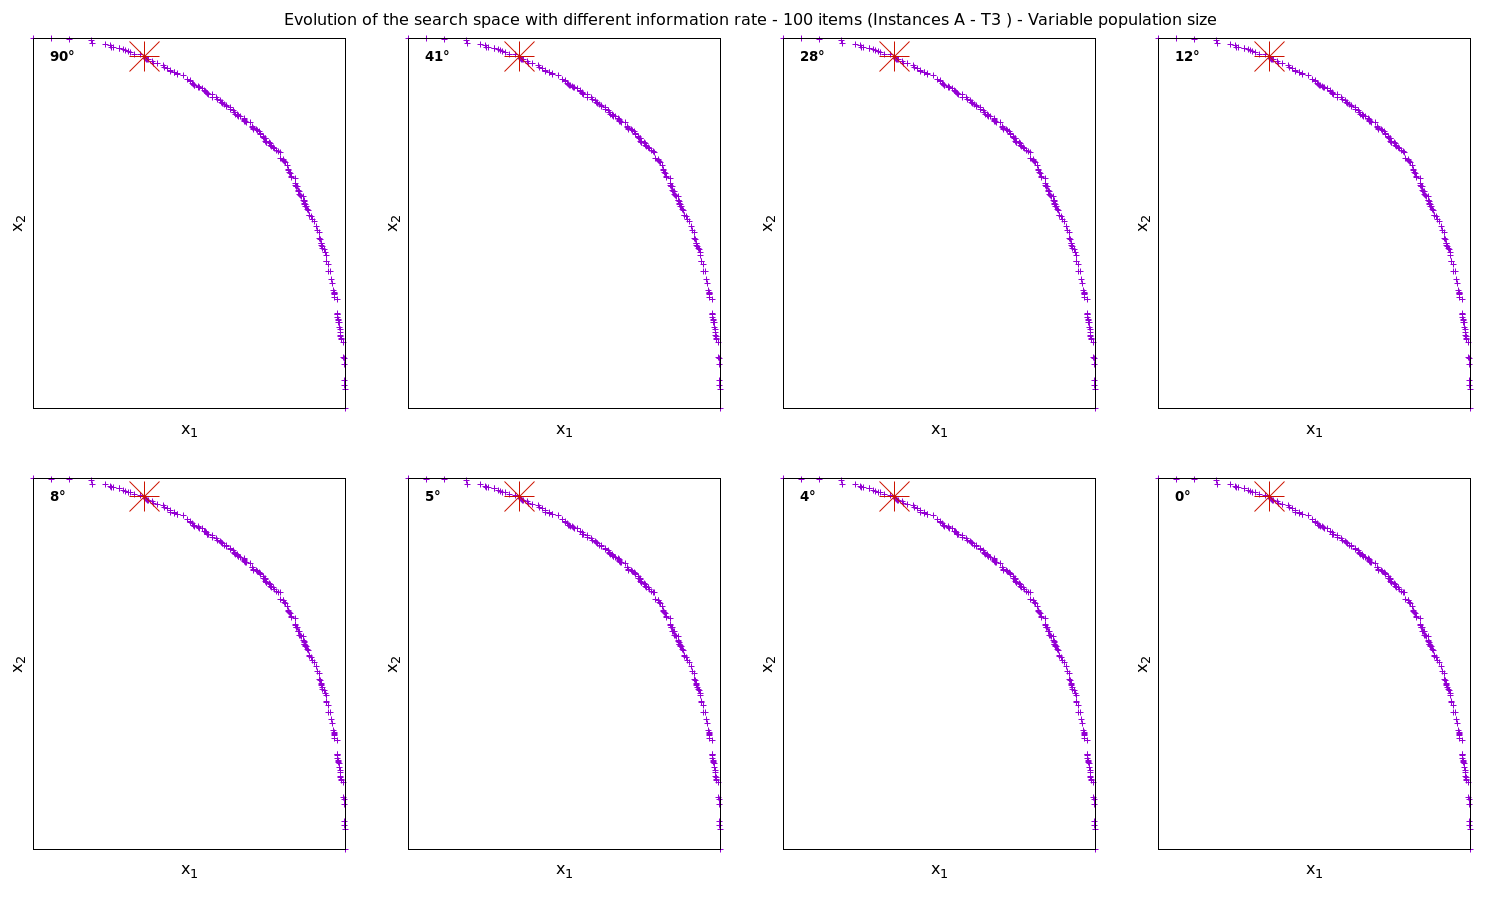 Evolution of the search space with different information rate - 100 items (Instances A - T3 ) - Variable population size
90°
41°
28°
12°
x₂
x₂
x₂
x₂
x₁
x₁
x₁
x₁
8°
5°
4°
0°
x₂
x₂
x₂
x₂
x₁
x₁
x₁
x₁